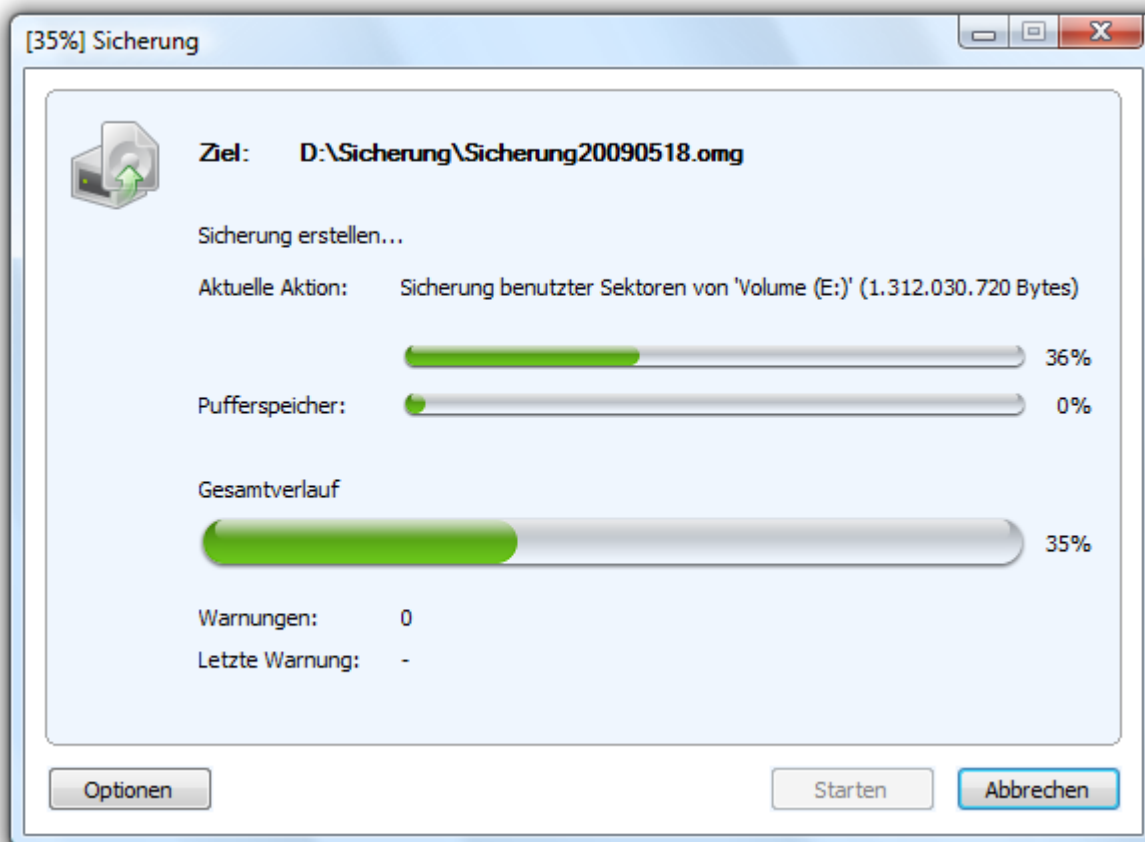 [35%] Sicherung
Ziel: D:\Sicherung\Sicherung20090518.omg
Sicherung erstellen...
Aktuelle Aktion: Sicherung benutzter Sektoren von 'Volume (E:)' (1.312.030.720 Bytes)
36%
Pufferspeicher: 0%
Gesamtverlauf
35%
Warnungen: 0
Letzte Warnung: -
Optionen Starten Abbrechen